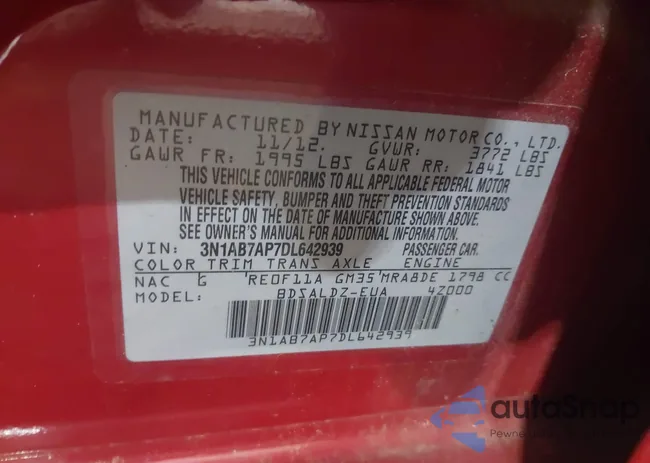 MANUFACTURED BY NISSAN MOTOR CO., LTD.
DATE: 11/12. GVWR: 3772 LBS
GAWR FR: 1995 LBS GAWR RR: 1841 LBS
THIS VEHICLE CONFORMS TO ALL APPLICABLE FEDERAL MOTOR
VEHICLE SAFETY, BUMPER AND THEFT PREVENTION STANDARDS
IN EFFECT ON THE DATE OF MANUFACTURE SHOWN ABOVE.
SEE OWNER'S MANUAL FOR ADDITIONAL INFORMATION.
VIN: 3N1AB7AP7DL642939 PASSENGER CAR.
COLOR TRIM TRANS AXLE ENGINE
NAC G RE0F11A GM35 MRA8DE 1798 CC
MODEL: BDSALDZ-EUA 4Z000
3N1AB7AP7DL642939
autoSnap